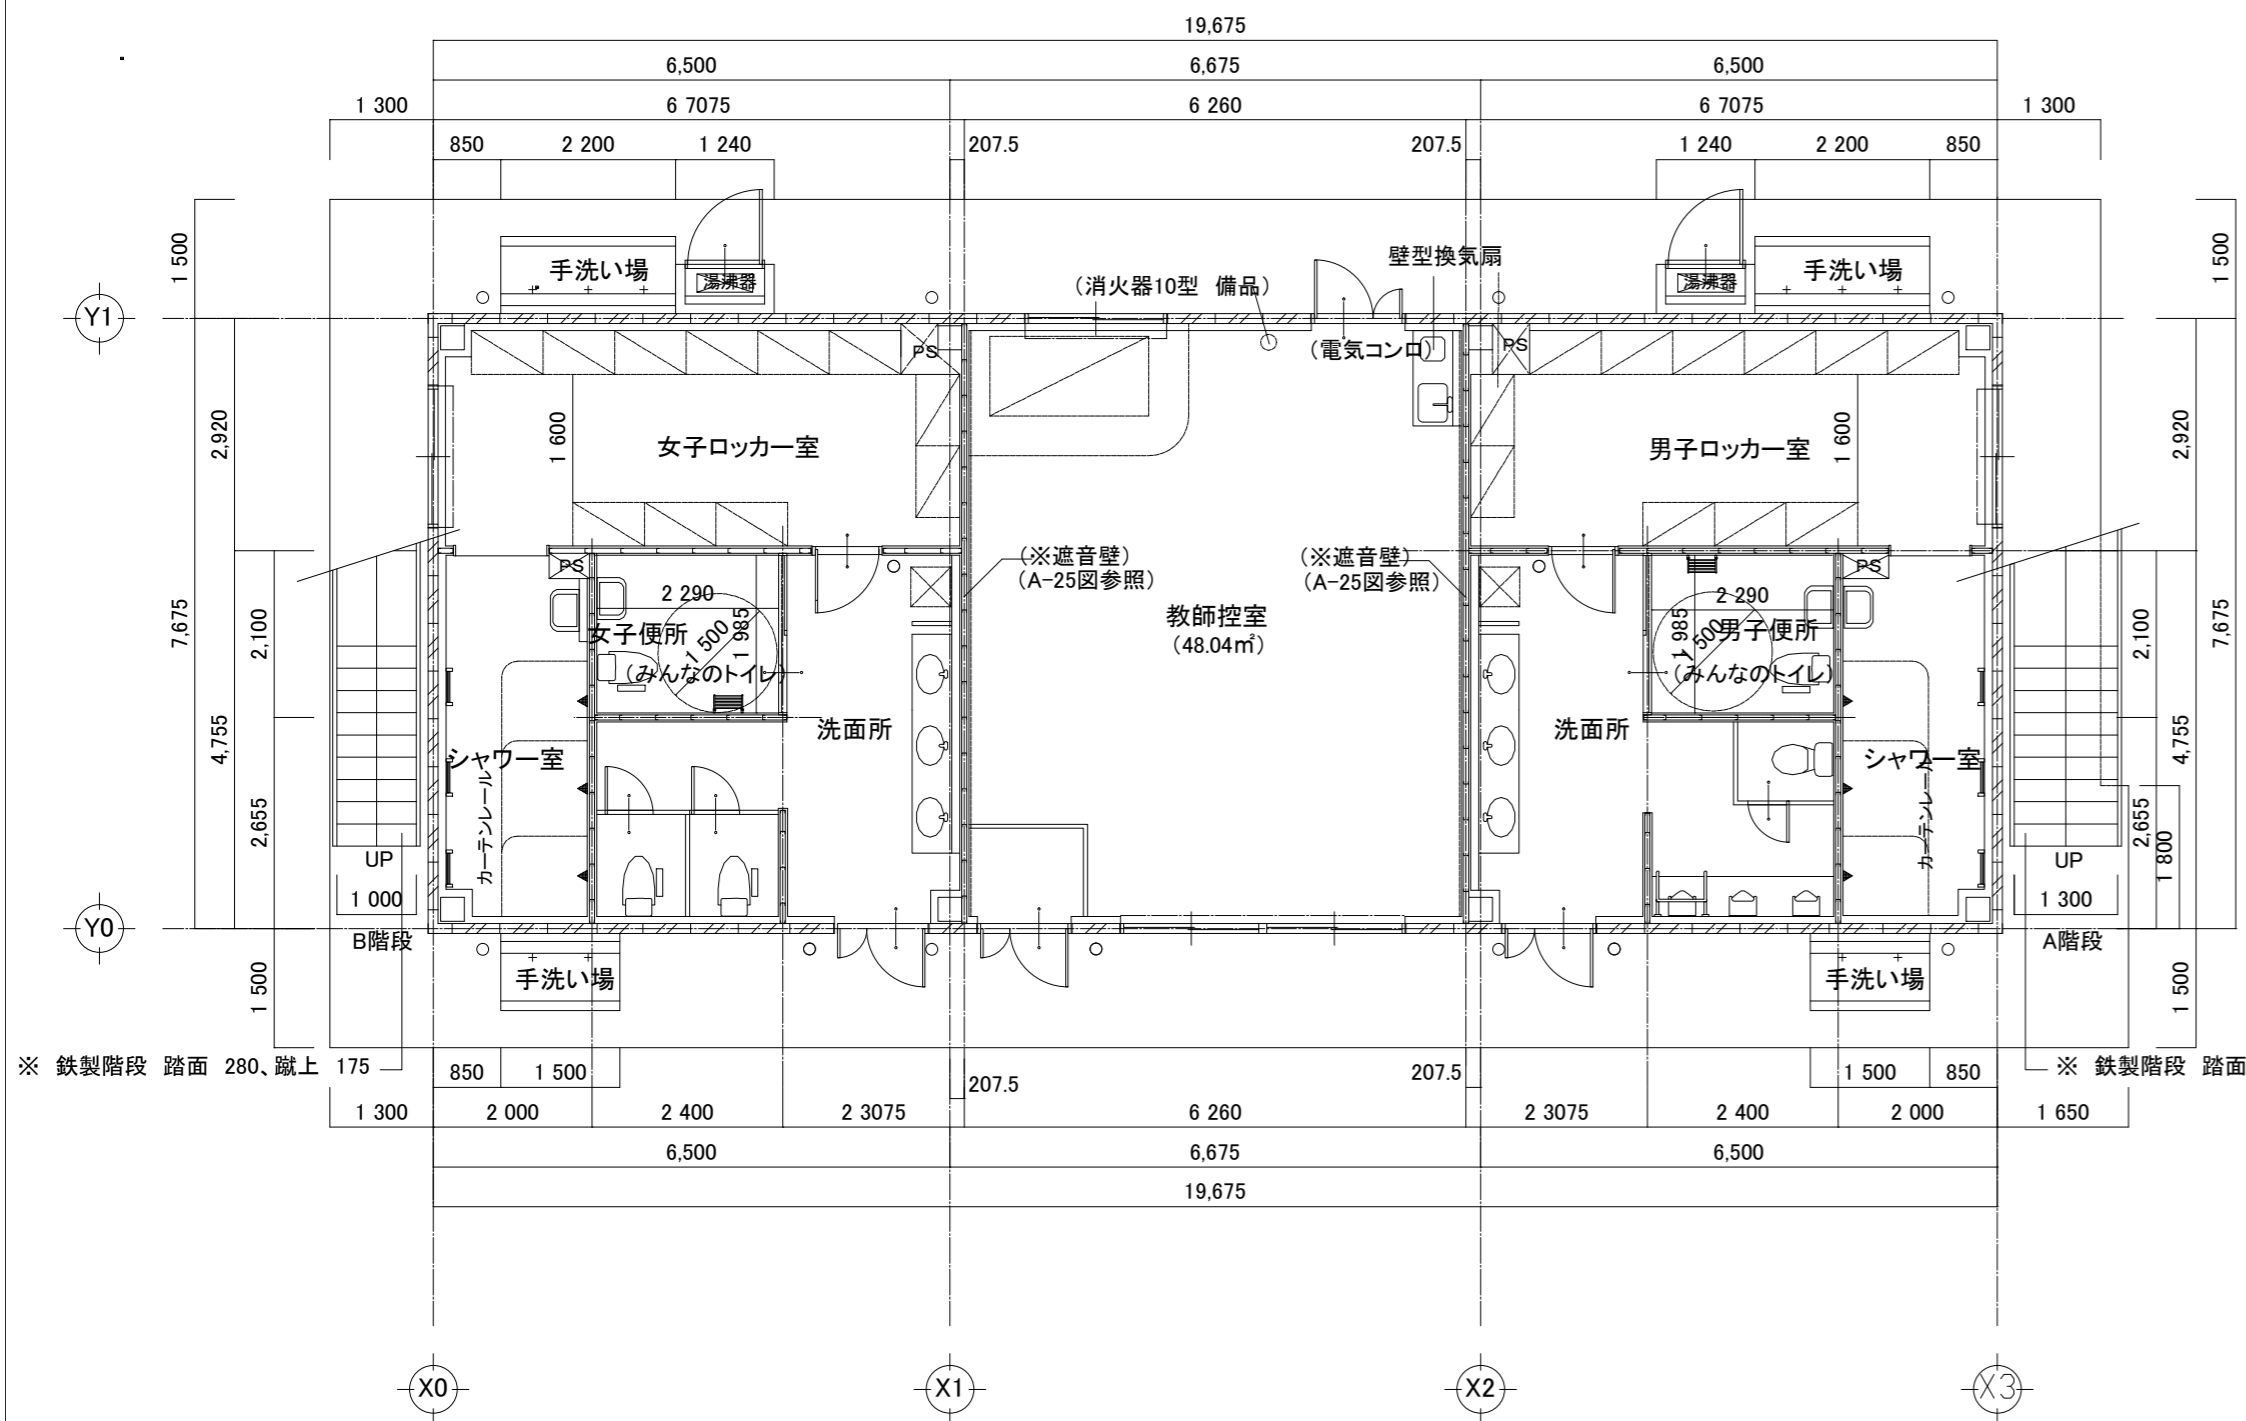 19,675
6,500 6,675 6,500
1 300 6 7075 6 260 6 7075 1 300
850 2 200 1 240 207.5 207.5 1 240 2 200 850
1 500 1 500
手洗い場 湯沸器 (消火器10型 備品) 壁型換気扇 湯沸器 手洗い場
Y1
PS (電気コンロ) PS
2,920 1 600 女子ロッカー室 男子ロッカー室 1 600 2,920
(※遮音壁) (※遮音壁)
(A-25図参照) (A-25図参照)
PS PS
7,675 2,100 2 290 1 985 2 290 1 985 2,100 7,675
女子便所 1 500 教師控室 1 500 男子便所
(みんなのトイレ) (48.04㎡) (みんなのトイレ)
4,755 シャワー室 洗面所 洗面所 シャワー室 4,755
カーテンレール カーテンレール
2,655 2,655
UP 1 800 UP
1 000 1 300
Y0
B階段 A階段
1 500 手洗い場 手洗い場 1 500
※ 鉄製階段 踏面 280、蹴上 175 ※ 鉄製階段 踏面
850 1 500 207.5 207.5 1 500 850
1 300 2 000 2 400 2 3075 6 260 2 3075 2 400 2 000 1 650
6,500 6,675 6,500
19,675
X0 X1 X2 X3